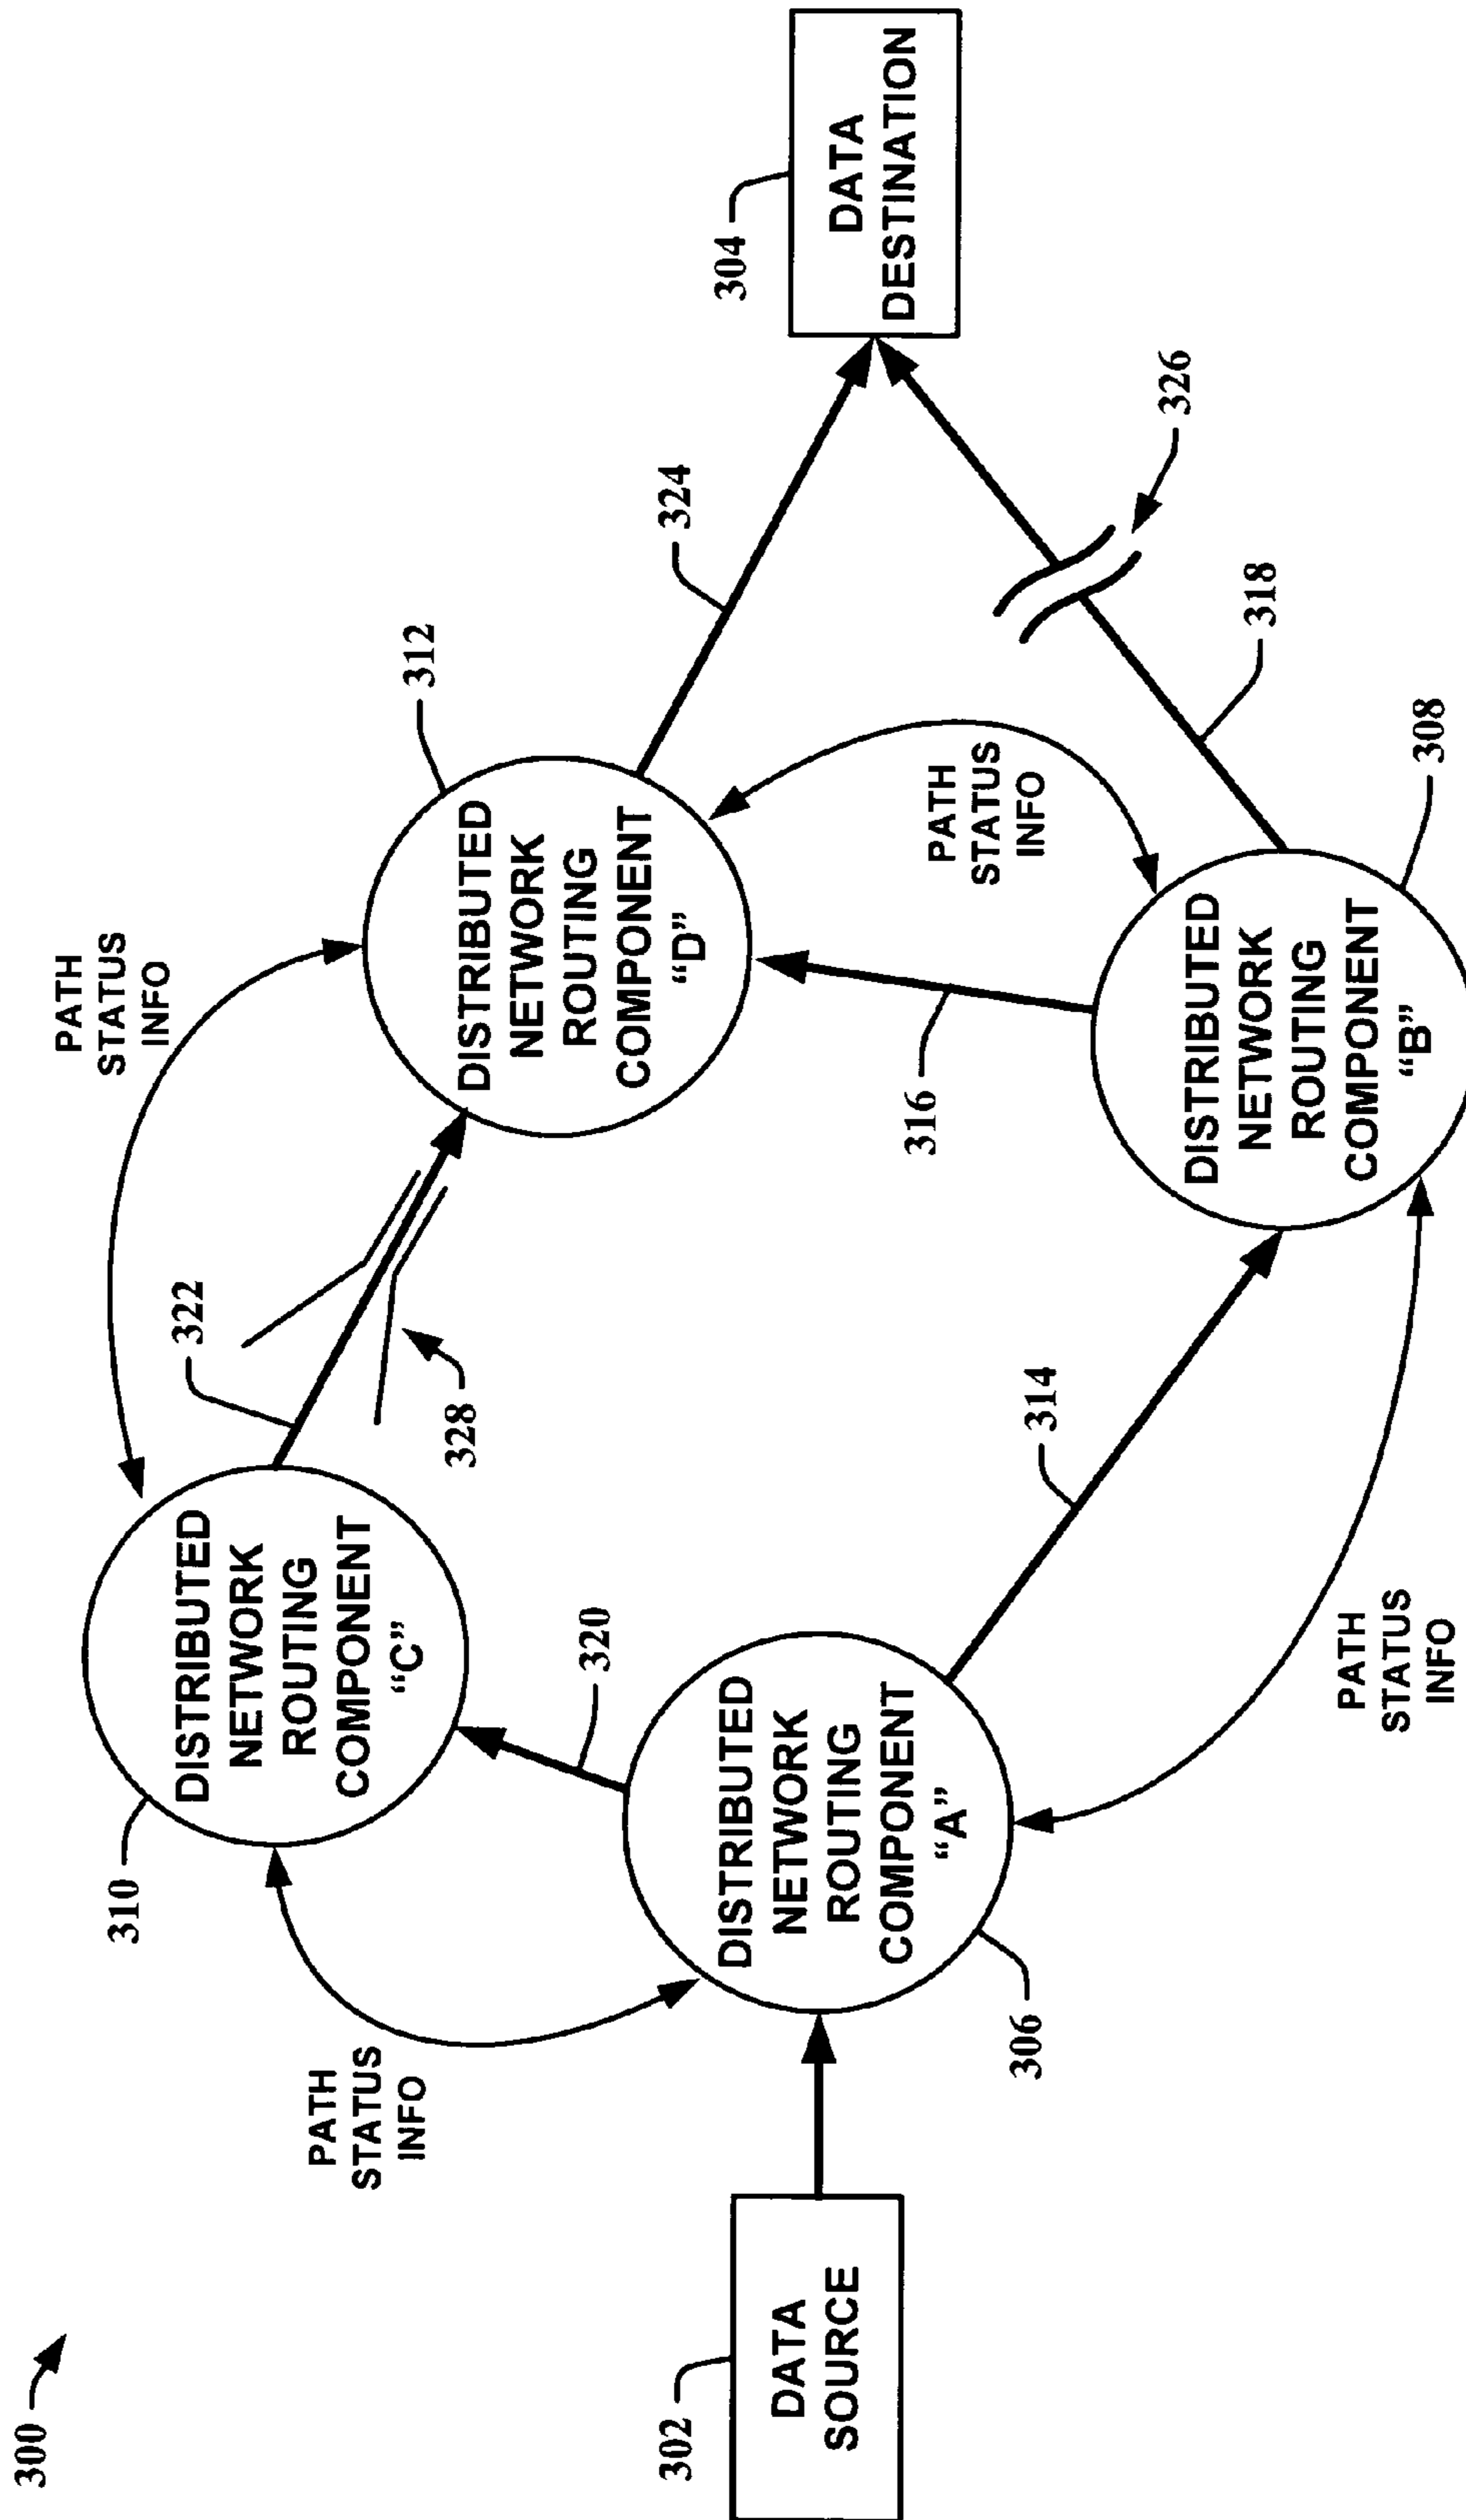 300
302
DATA
SOURCE
PATH
STATUS
INFO
310
DISTRIBUTED
NETWORK
ROUTING
COMPONENT
“C”
320
306
DISTRIBUTED
NETWORK
ROUTING
COMPONENT
“A”
322
328
314
PATH
STATUS
INFO
PATH
STATUS
INFO
312
DISTRIBUTED
NETWORK
ROUTING
COMPONENT
“D”
316
PATH
STATUS
INFO
DISTRIBUTED
NETWORK
ROUTING
COMPONENT
“B”
308
324
318
326
304
DATA
DESTINATION